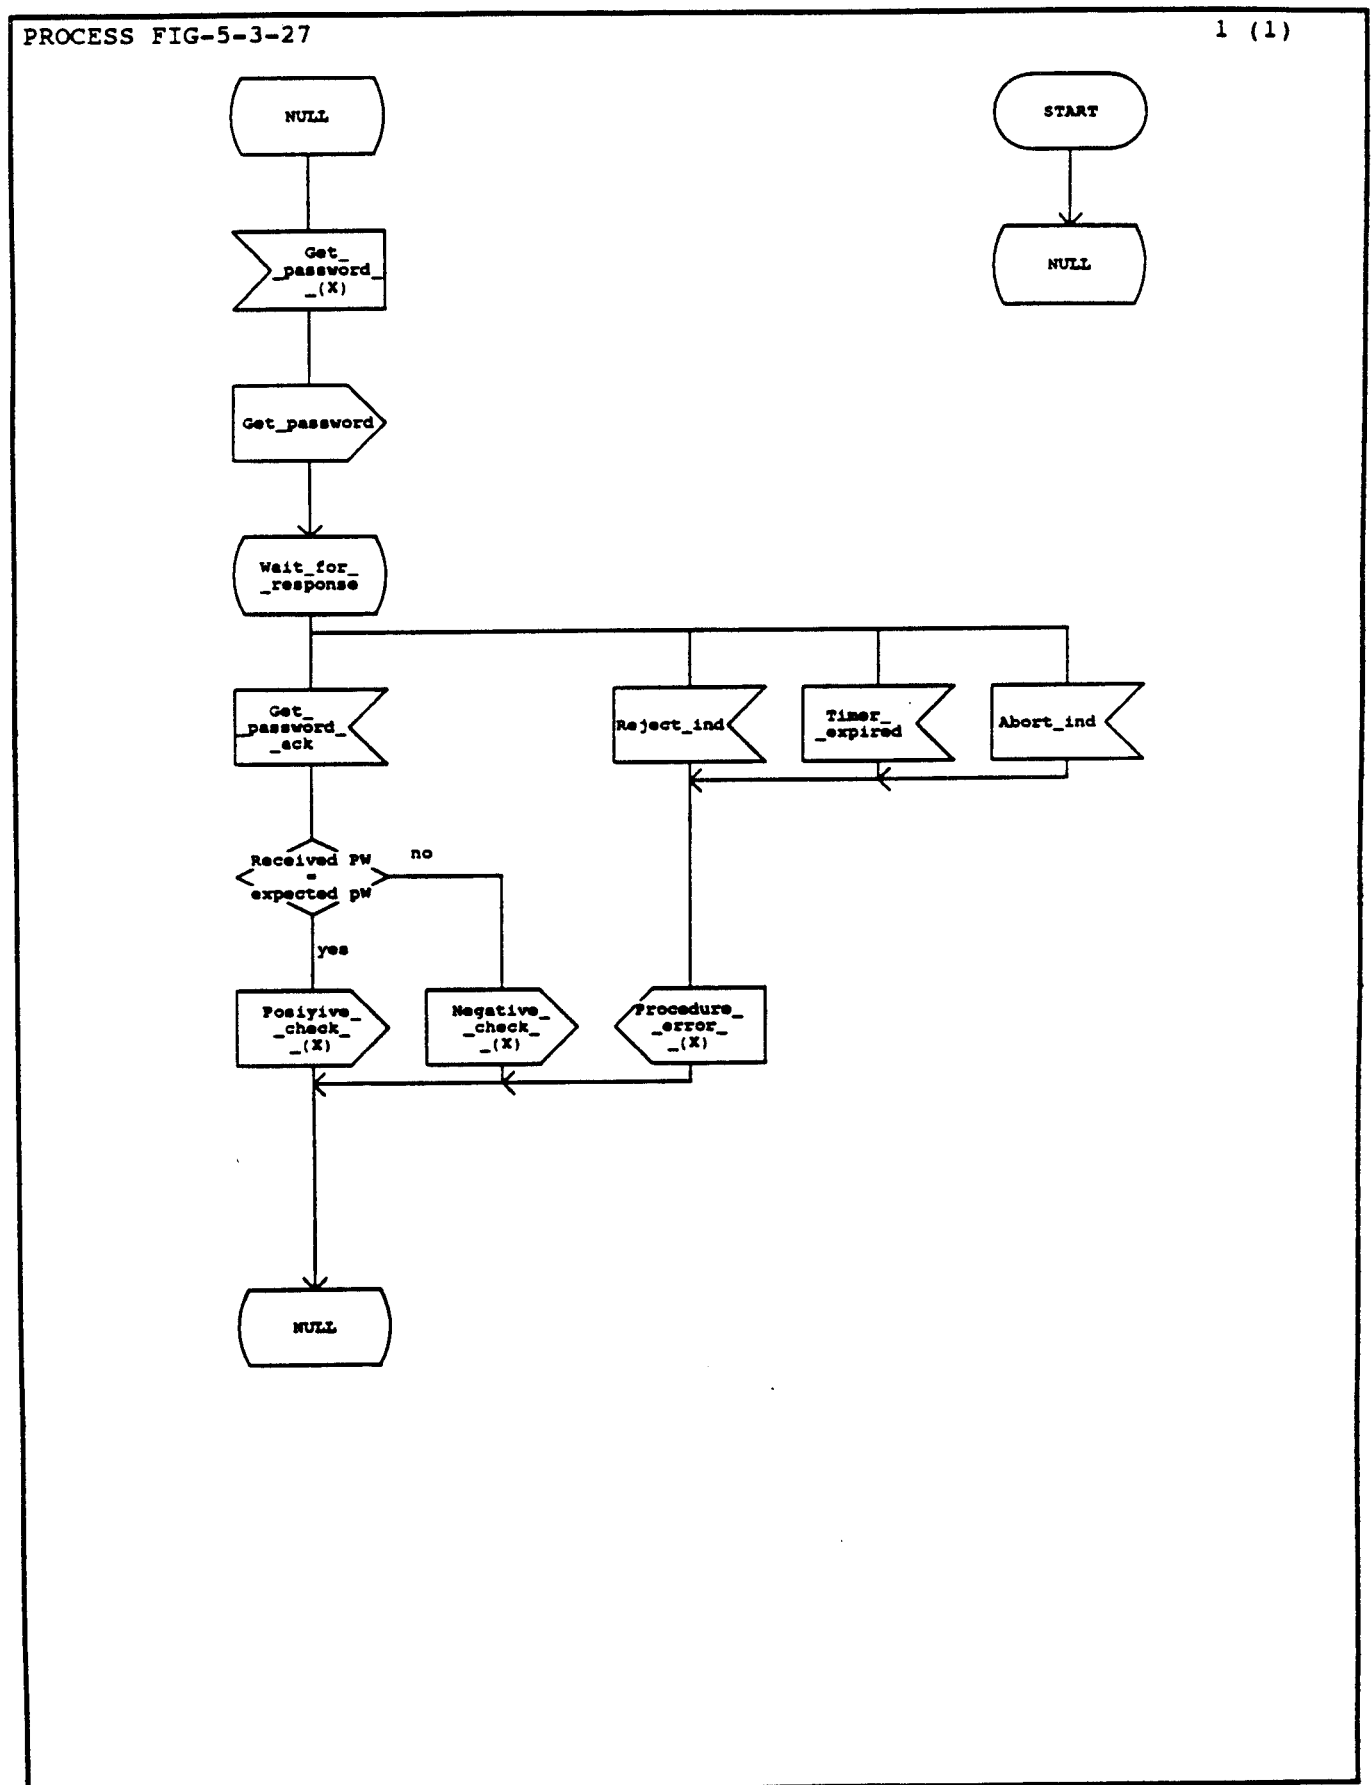 PROCESS FIG-5-3-27
1 (1)
NULL
START
NULL
Get_
_password_
_(X)
Get_password
Wait_for_
_response
Get_
_password_
_ack
Reject_ind
Timer_
_expired
Abort_ind
Received PW
=
expected pW
no
yes
Posiyive_
_check_
_(X)
Negative_
_check_
_(X)
Procedure_
_error_
_(X)
NULL